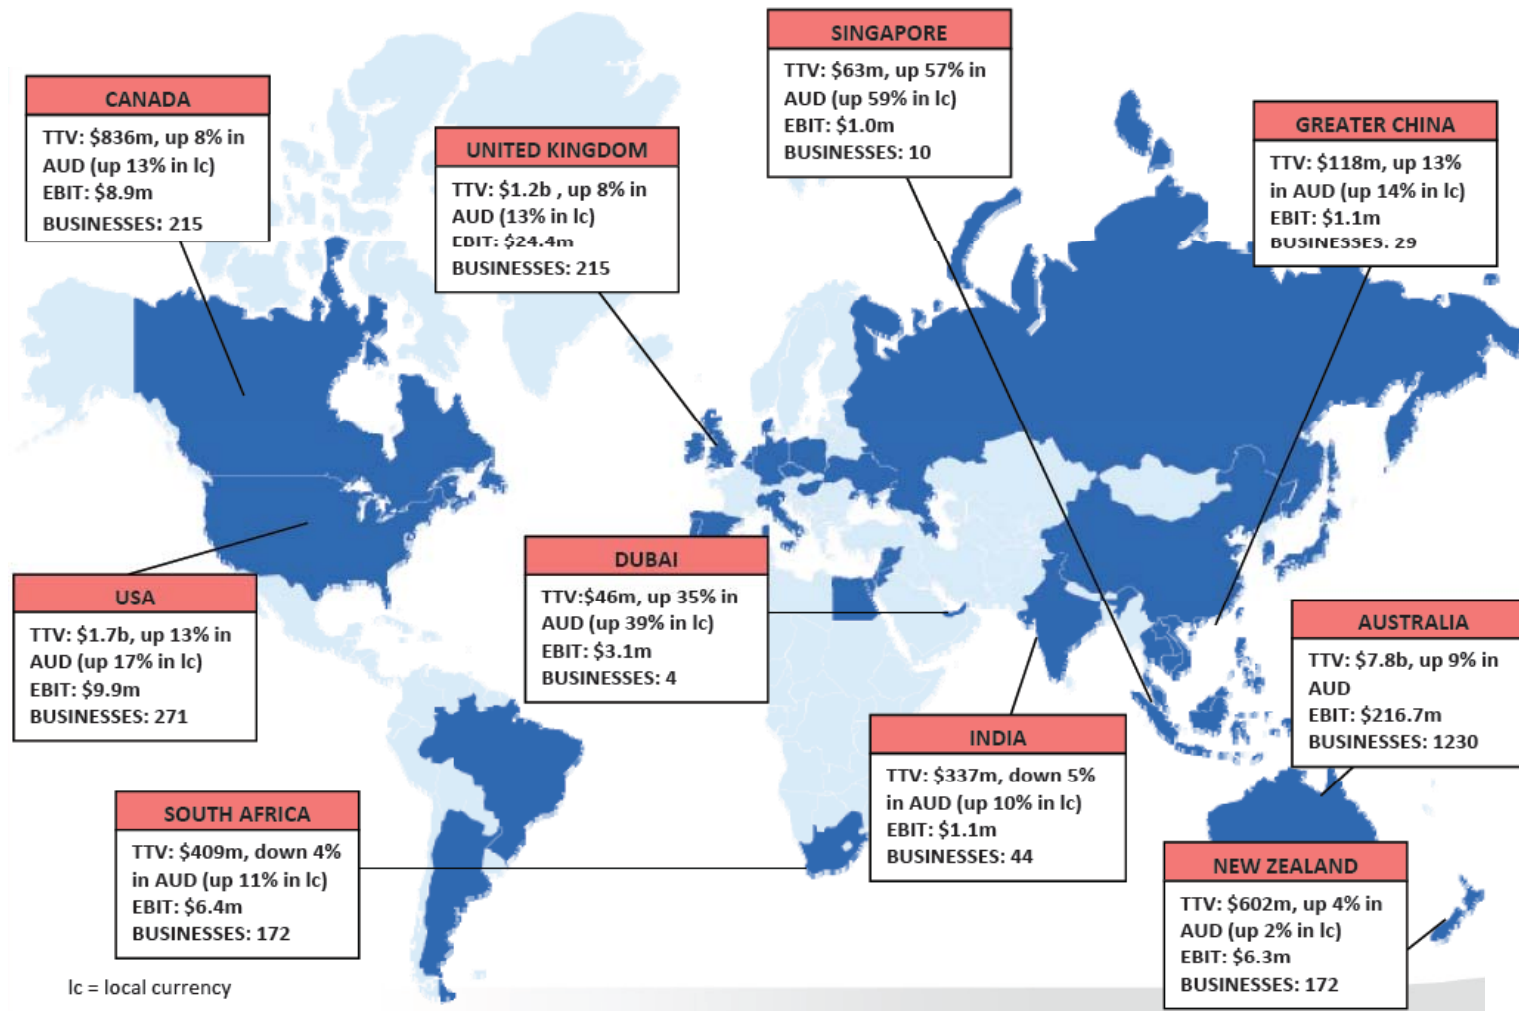 SINGAPORE
TTV: $63m, up 57% in
AUD (up 59% in lc)
EBIT: $1.0m
BUSINESSES: 10
CANADA
TTV: $836m, up 8% in
AUD (up 13% in lc)
EBIT: $8.9m
BUSINESSES: 215
GREATER CHINA
TTV: $118m, up 13%
in AUD (up 14% in lc)
EBIT: $1.1m
BUSINESSES: 29
UNITED KINGDOM
TTV: $1.2b , up 8% in
AUD (13% in lc)
EBIT: $24.4m
BUSINESSES: 215
DUBAI
TTV:$46m, up 35% in
AUD (up 39% in lc)
EBIT: $3.1m
BUSINESSES: 4
USA
TTV: $1.7b, up 13% in
AUD (up 17% in lc)
EBIT: $9.9m
BUSINESSES: 271
AUSTRALIA
TTV: $7.8b, up 9% in
AUD
EBIT: $216.7m
BUSINESSES: 1230
INDIA
TTV: $337m, down 5%
in AUD (up 10% in lc)
EBIT: $1.1m
BUSINESSES: 44
SOUTH AFRICA
TTV: $409m, down 4%
in AUD (up 11% in lc)
EBIT: $6.4m
BUSINESSES: 172
NEW ZEALAND
TTV: $602m, up 4% in
AUD (up 2% in lc)
EBIT: $6.3m
BUSINESSES: 172
lc = local currency